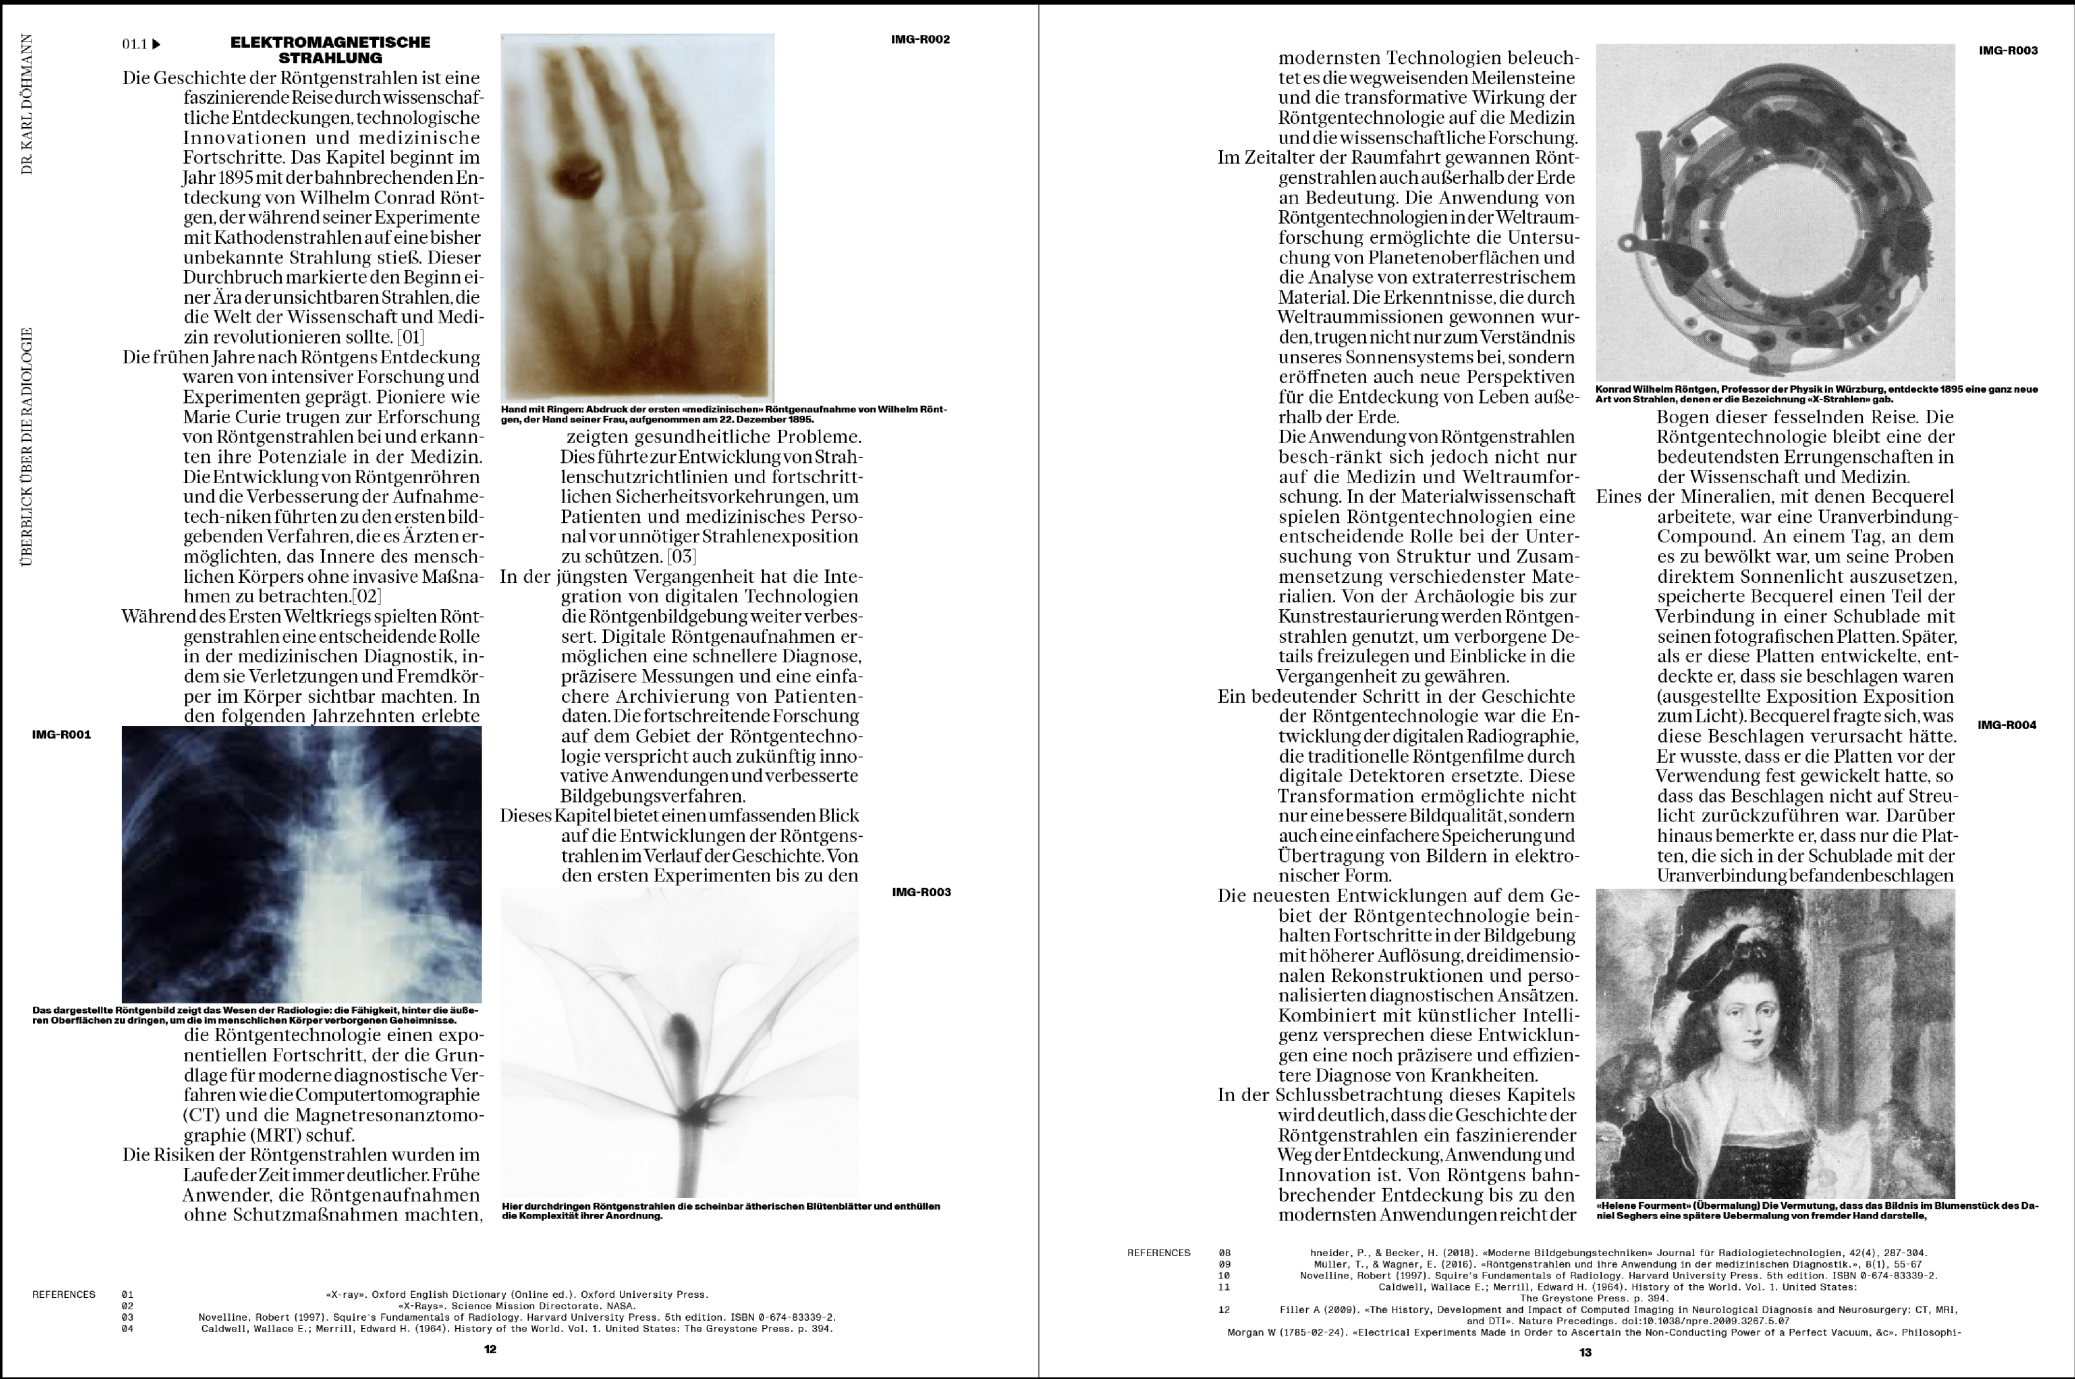 DR. KARL DÖHMANN
ÜBERBLICK ÜBER DIE RADIOLOGIE
01.1 ▶
ELEKTROMAGNETISCHE
STRAHLUNG
Die Geschichte der Röntgenstrahlen ist eine
faszinierende Reise durch wissenschaf-
tliche Entdeckungen, technologische
Innovationen und medizinische
Fortschritte. Das Kapitel beginnt im
Jahr 1895 mit der bahnbrechenden En-
tdeckung von Wilhelm Conrad Rönt-
gen, der während seiner Experimente
mit Kathodenstrahlen auf eine bisher
unbekannte Strahlung stieß. Dieser
Durchbruch markierte den Beginn ei-
ner Ära der unsichtbaren Strahlen, die
die Welt der Wissenschaft und Medi-
zin revolutionieren sollte. [01]
Die frühen Jahre nach Röntgens Entdeckung
waren von intensiver Forschung und
Experimenten geprägt. Pioniere wie
Marie Curie trugen zur Erforschung
von Röntgenstrahlen bei und erkann-
ten ihre Potenziale in der Medizin.
Die Entwicklung von Röntgenröhren
und die Verbesserung der Aufnahme-
tech-niken führten zu den ersten bild-
gebenden Verfahren, die es Ärzten er-
möglichten, das Innere des mensch-
lichen Körpers ohne invasive Maßna-
hmen zu betrachten.[02]
Während des Ersten Weltkriegs spielten Rönt-
genstrahlen eine entscheidende Rolle
in der medizinischen Diagnostik, in-
dem sie Verletzungen und Fremdkör-
per im Körper sichtbar machten. In
den folgenden Jahrzehnten erlebte
IMG-R001
Das dargestellte Röntgenbild zeigt das Wesen der Radiologie: die Fähigkeit, hinter die äuße-
ren Oberflächen zu dringen, um die im menschlichen Körper verborgenen Geheimnisse.
die Röntgentechnologie einen expo-
nentiellen Fortschritt, der die Grun-
dlage für moderne diagnostische Ver-
fahren wie die Computertomographie
(CT) und die Magnetresonanztomo-
graphie (MRT) schuf.
Die Risiken der Röntgenstrahlen wurden im
Laufe der Zeit immer deutlicher. Frühe
Anwender, die Röntgenaufnahmen
ohne Schutzmaßnahmen machten,
IMG-R002
Hand mit Ringen: Abdruck der ersten «medizinischen» Röntgenaufnahme von Wilhelm Rönt-
gen, der Hand seiner Frau, aufgenommen am 22. Dezember 1895.
zeigten gesundheitliche Probleme.
Dies führte zur Entwicklung von Strah-
lenschutzrichtlinien und fortschritt-
lichen Sicherheitsvorkehrungen, um
Patienten und medizinisches Perso-
nal vor unnötiger Strahlenexposition
zu schützen. [03]
In der jüngsten Vergangenheit hat die Inte-
gration von digitalen Technologien
die Röntgenbildgebung weiter verbes-
sert. Digitale Röntgenaufnahmen er-
möglichen eine schnellere Diagnose,
präzisere Messungen und eine einfa-
chere Archivierung von Patienten-
daten. Die fortschreitende Forschung
auf dem Gebiet der Röntgentechno-
logie verspricht auch zukünftig inno-
vative Anwendungen und verbesserte
Bildgebungsverfahren.
Dieses Kapitel bietet einen umfassenden Blick
auf die Entwicklungen der Röntgens-
trahlen im Verlauf der Geschichte. Von
den ersten Experimenten bis zu den
IMG-R003
Hier durchdringen Röntgenstrahlen die scheinbar ätherischen Blütenblätter und enthüllen
die Komplexität ihrer Anordnung.
REFERENCES
01 «X-ray». Oxford English Dictionary (Online ed.). Oxford University Press.
02 «X-Rays». Science Mission Directorate. NASA.
03 Novelline, Robert (1997). Squire's Fundamentals of Radiology. Harvard University Press. 5th edition. ISBN 0-674-83339-2.
04 Caldwell, Wallace E.; Merrill, Edward H. (1964). History of the World. Vol. 1. United States: The Greystone Press. p. 394.
12
modernsten Technologien beleuch-
tet es die wegweisenden Meilensteine
und die transformative Wirkung der
Röntgentechnologie auf die Medizin
und die wissenschaftliche Forschung.
Im Zeitalter der Raumfahrt gewannen Rönt-
genstrahlen auch außerhalb der Erde
an Bedeutung. Die Anwendung von
Röntgentechnologien in der Weltraum-
forschung ermöglichte die Untersu-
chung von Planetenoberflächen und
die Analyse von extraterrestrischem
Material. Die Erkenntnisse, die durch
Weltraummissionen gewonnen wur-
den, trugen nicht nur zum Verständnis
unseres Sonnensystems bei, sondern
eröffneten auch neue Perspektiven
für die Entdeckung von Leben auße-
rhalb der Erde.
Die Anwendung von Röntgenstrahlen
besch-ränkt sich jedoch nicht nur
auf die Medizin und Weltraumfor-
schung. In der Materialwissenschaft
spielen Röntgentechnologien eine
entscheidende Rolle bei der Unter-
suchung von Struktur und Zusam-
mensetzung verschiedenster Mate-
rialien. Von der Archäologie bis zur
Kunstrestaurierung werden Röntgen-
strahlen genutzt, um verborgene De-
tails freizulegen und Einblicke in die
Vergangenheit zu gewähren.
Ein bedeutender Schritt in der Geschichte
der Röntgentechnologie war die En-
twicklung der digitalen Radiographie,
die traditionelle Röntgenfilme durch
digitale Detektoren ersetzte. Diese
Transformation ermöglichte nicht
nur eine bessere Bildqualität, sondern
auch eine einfachere Speicherung und
Übertragung von Bildern in elektro-
nischer Form.
Die neuesten Entwicklungen auf dem Ge-
biet der Röntgentechnologie bein-
halten Fortschritte in der Bildgebung
mit höherer Auflösung, dreidimensio-
nalen Rekonstruktionen und perso-
nalisierten diagnostischen Ansätzen.
Kombiniert mit künstlicher Intelli-
genz versprechen diese Entwicklun-
gen eine noch präzisere und effizien-
tere Diagnose von Krankheiten.
In der Schlussbetrachtung dieses Kapitels
wird deutlich, dass die Geschichte der
Röntgenstrahlen ein faszinierender
Weg der Entdeckung, Anwendung und
Innovation ist. Von Röntgens bahn-
brechender Entdeckung bis zu den
modernsten Anwendungen reicht der
IMG-R003
Konrad Wilhelm Röntgen, Professor der Physik in Würzburg, entdeckte 1895 eine ganz neue
Art von Strahlen, denen er die Bezeichnung «X-Strahlen» gab.
Bogen dieser fesselnden Reise. Die
Röntgentechnologie bleibt eine der
bedeutendsten Errungenschaften in
der Wissenschaft und Medizin.
Eines der Mineralien, mit denen Becquerel
arbeitete, war eine Uranverbindung-
Compound. An einem Tag, an dem
es zu bewölkt war, um seine Proben
direktem Sonnenlicht auszusetzen,
speicherte Becquerel einen Teil der
Verbindung in einer Schublade mit
seinen fotografischen Platten. Später,
als er diese Platten entwickelte, ent-
deckte er, dass sie beschlagen waren
(ausgestellte Exposition Exposition
zum Licht). Becquerel fragte sich, was
diese Beschlagen verursacht hätte.
Er wusste, dass er die Platten vor der
Verwendung fest gewickelt hatte, so
dass das Beschlagen nicht auf Streu-
licht zurückzuführen war. Darüber
hinaus bemerkte er, dass nur die Plat-
ten, die sich in der Schublade mit der
Uranverbindung befandenbeschlagen
IMG-R004
«Helene Fourment» (Übermalung) Die Vermutung, dass das Bildnis im Blumenstück des Da-
niel Seghers eine spätere Uebermalung von fremder Hand darstelle,
REFERENCES
08 hneider, P., & Becker, H. (2018). «Moderne Bildgebungstechniken» Journal für Radiologietechnologien, 42(4), 287-304.
09 Müller, T., & Wagner, E. (2016). «Röntgenstrahlen und ihre Anwendung in der medizinischen Diagnostik.», 8(1), 55-67
10 Novelline, Robert (1997). Squire's Fundamentals of Radiology. Harvard University Press. 5th edition. ISBN 0-674-83339-2.
11 Caldwell, Wallace E.; Merrill, Edward H. (1964). History of the World. Vol. 1. United States:
The Greystone Press. p. 394.
12 Filler A (2009). «The History, Development and Impact of Computed Imaging in Neurological Diagnosis and Neurosurgery: CT, MRI,
and DTI». Nature Precedings. doi:10.1038/npre.2009.3267.5.07
Morgan W (1785-02-24). «Electrical Experiments Made in Order to Ascertain the Non-Conducting Power of a Perfect Vacuum, &c». Philosophi-
13